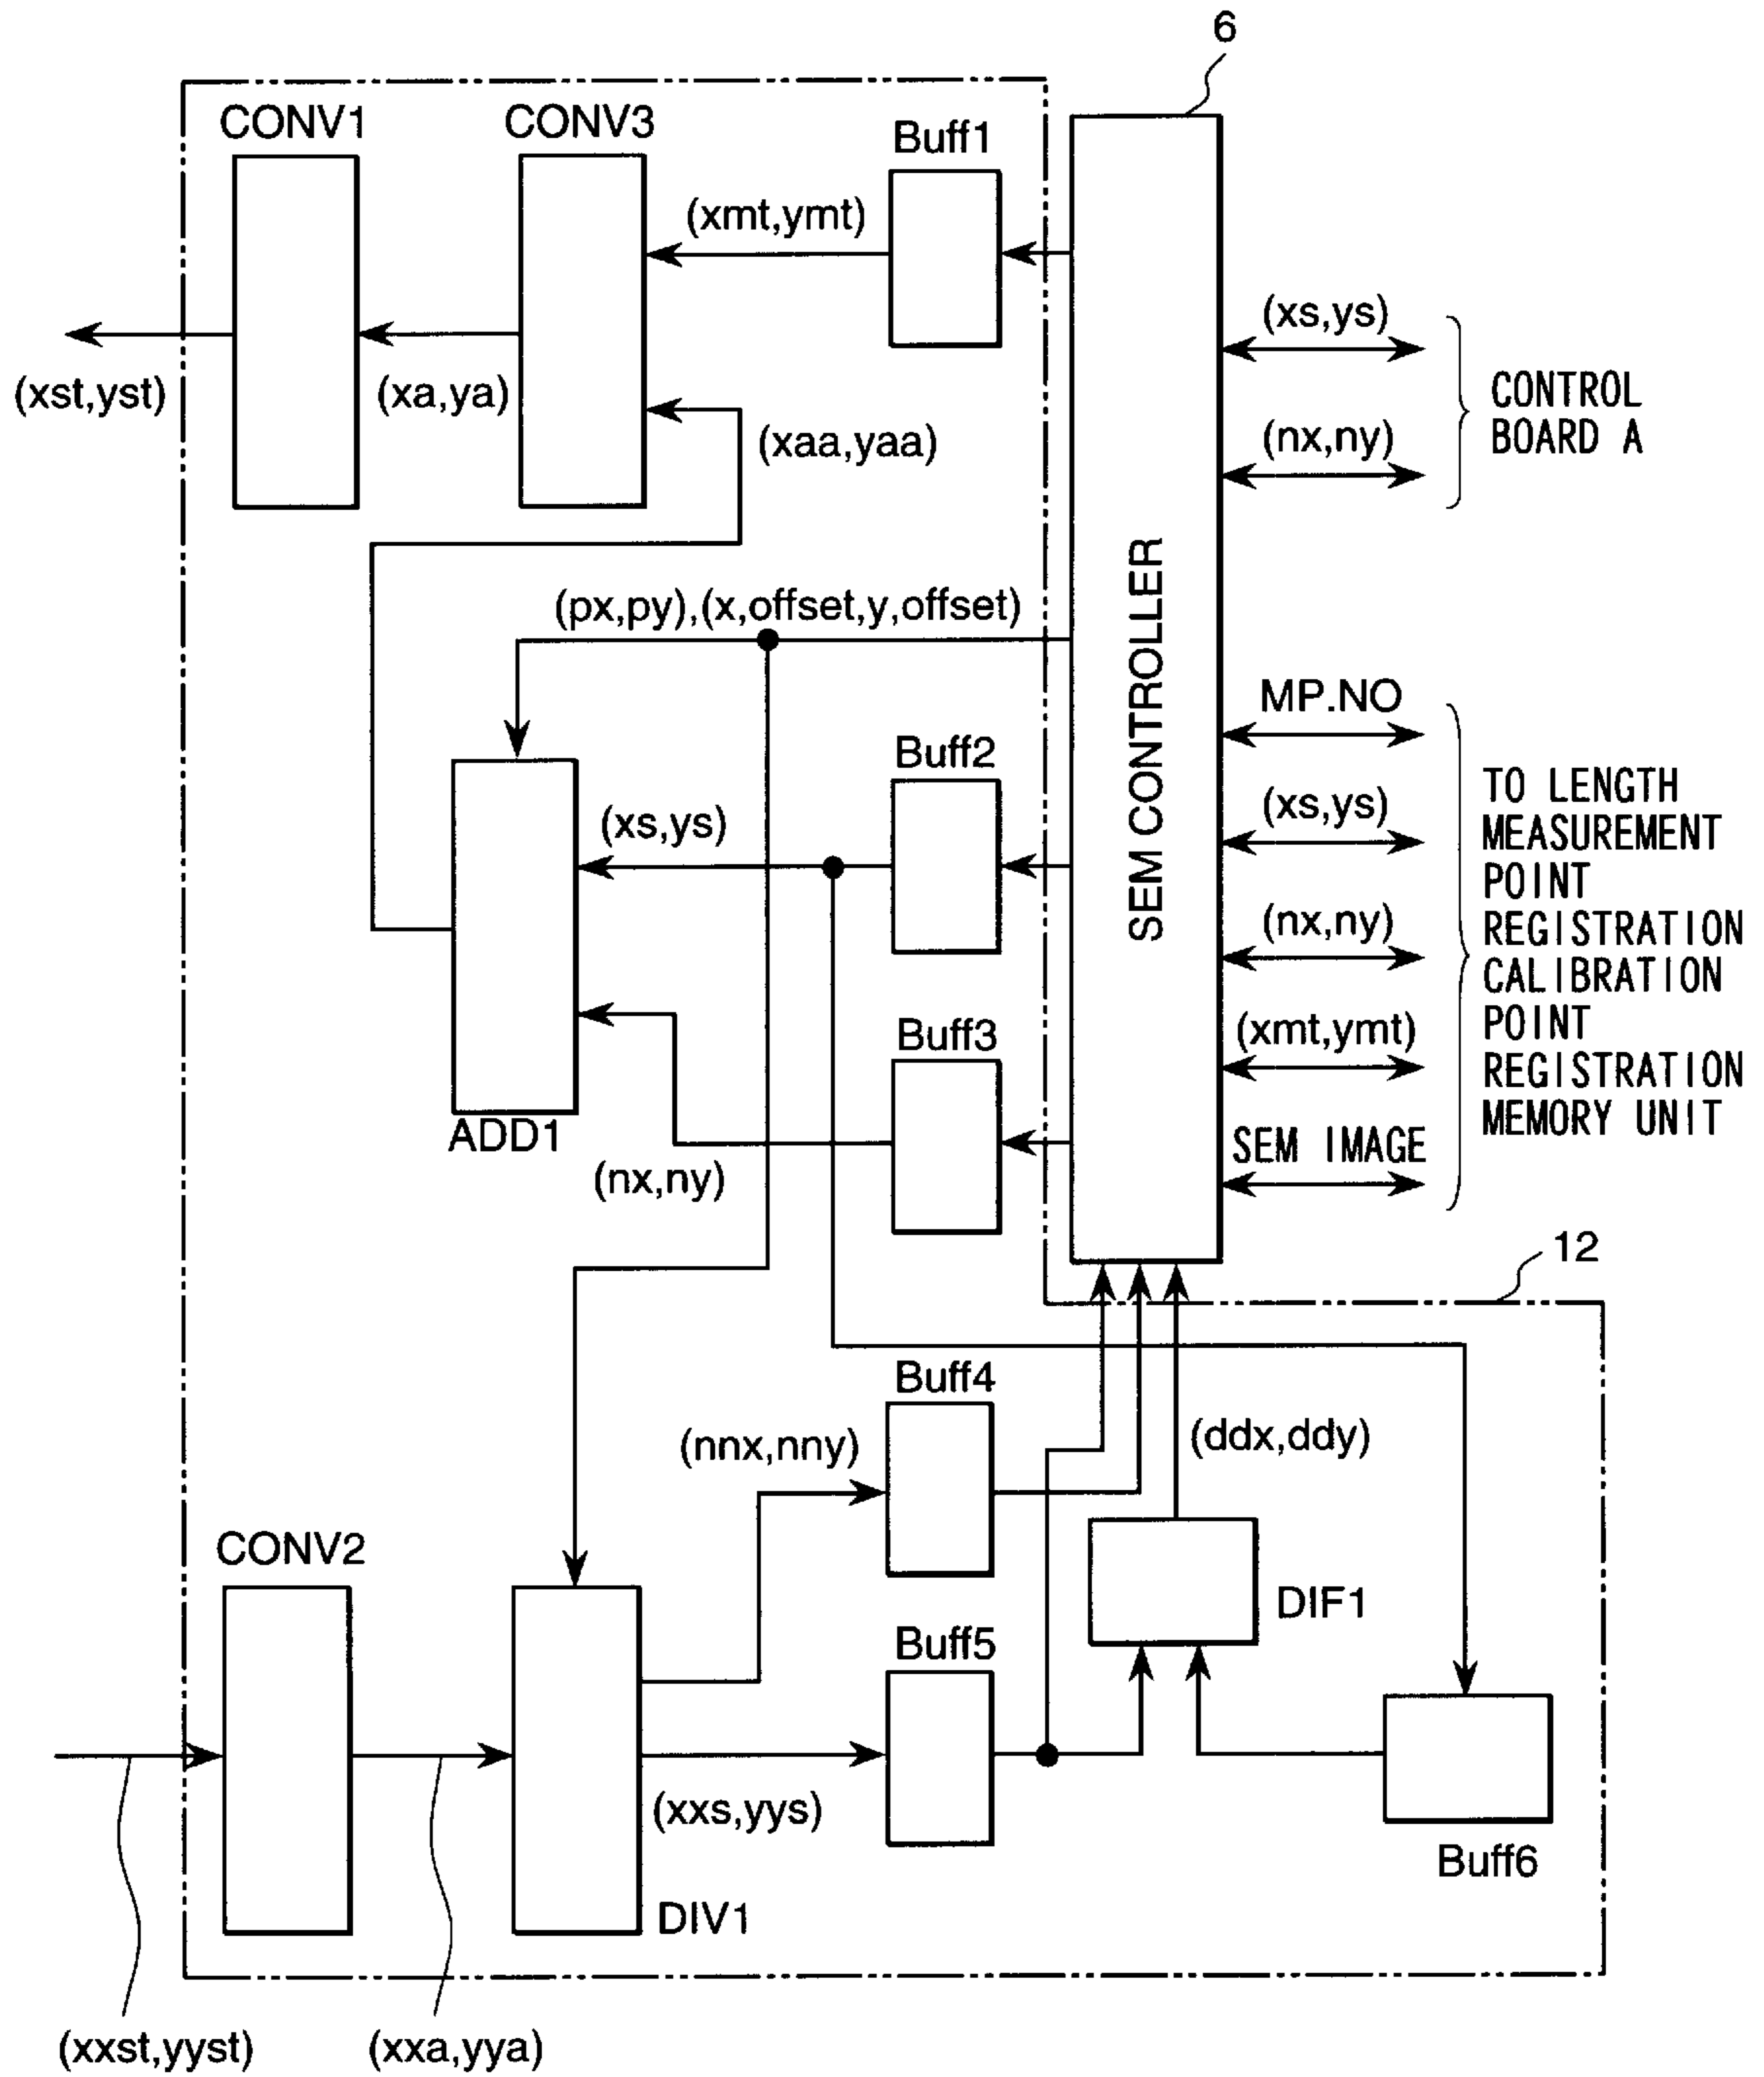 6
CONV1
CONV3
Buff1
(xmt,ymt)
(xs,ys)
(xst,yst)
(xa,ya)
(xaa,yaa)
(nx,ny)
CONTROL
BOARD A
(px,py),(x,offset,y,offset)
SEM CONTROLLER
MP.NO
Buff2
(xs,ys)
(xs,ys)
(nx,ny)
Buff3
(xmt,ymt)
ADD1
(nx,ny)
SEM IMAGE
TO LENGTH
MEASUREMENT
POINT
REGISTRATION
CALIBRATION
POINT
REGISTRATION
MEMORY UNIT
12
Buff4
(nnx,nny)
(ddx,ddy)
CONV2
DIF1
Buff5
(xxs,yys)
Buff6
DIV1
(xxst,yyst)
(xxa,yya)